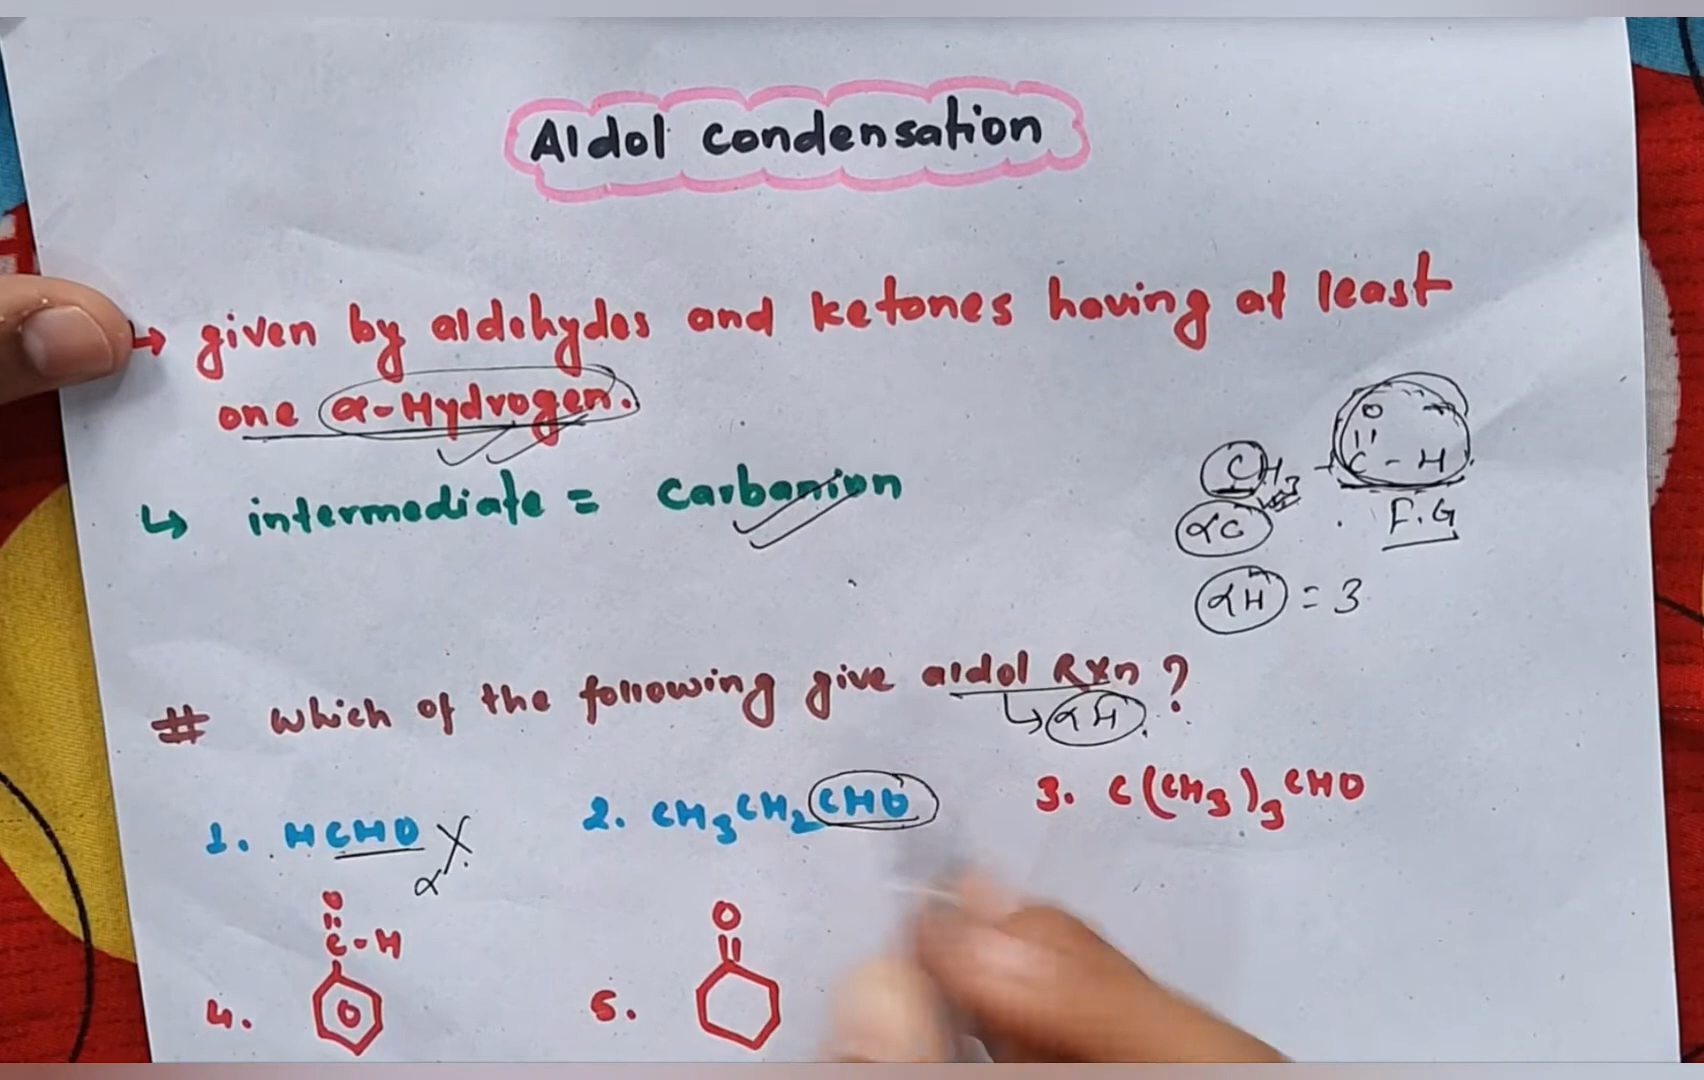 Aldol condensation
→ given by aldehydes and ketones having at least
one α-Hydrogen.
↳ intermediate = Carbanion
O
||
CH3 - C - H
αC
F.G
αH = 3
# which of the following give aldol Rxn ?
↳ αH.
1. HCHO X
α
2. CH3CH2CHO
3. C(CH3)3CHO
4.
O
||
C-H
5.
O
||